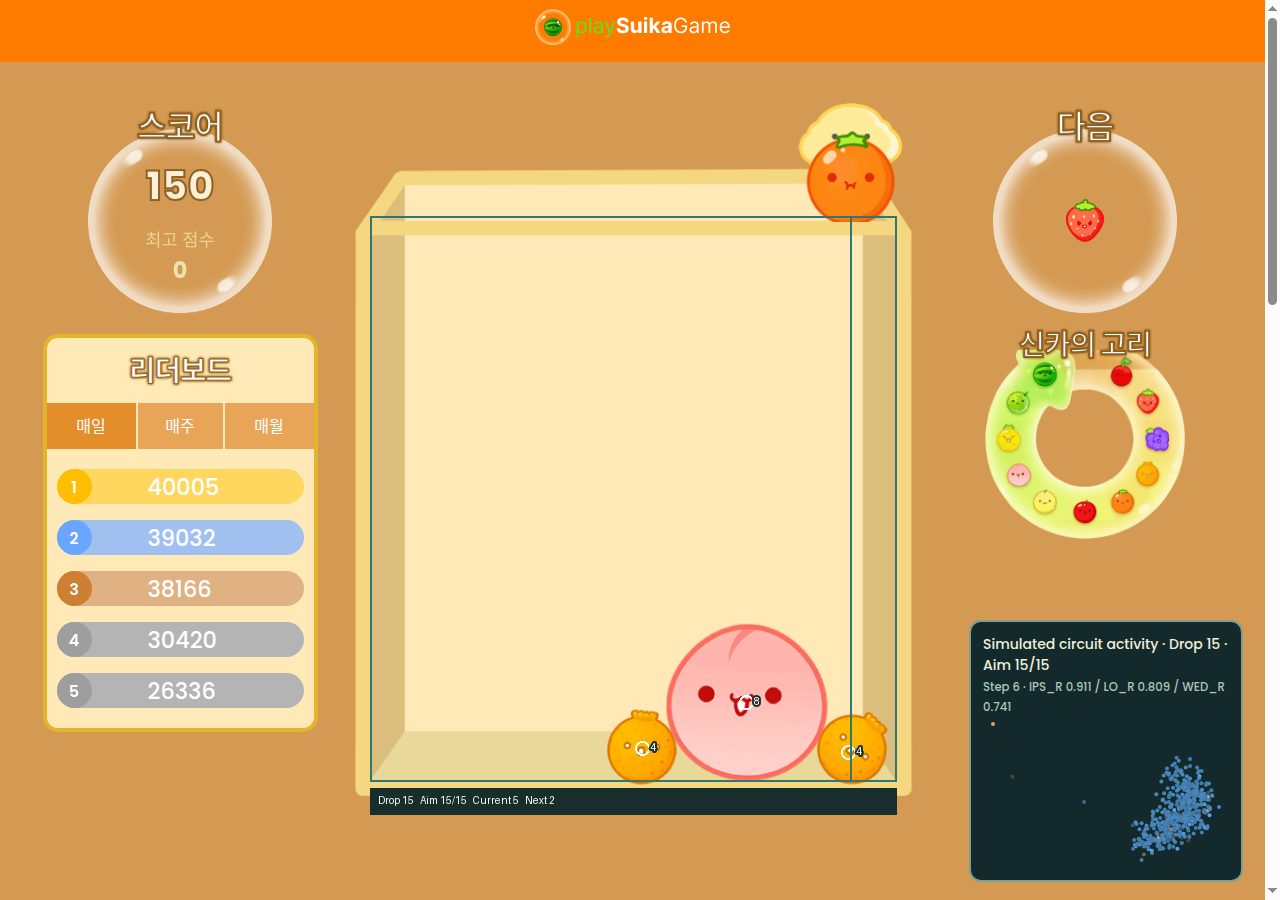 playSuikaGame
스코어
150
최고 점수
0
다음
리더보드
매일 매주 매월
1 40005
2 39032
3 38166
4 30420
5 26336
신카의 고리
8
4
4
Drop 15 Aim 15/15 Current 5 Next 2
Simulated circuit activity · Drop 15 ·
Aim 15/15
Step 6 · IPS_R 0.911 / LO_R 0.809 / WED_R
0.741